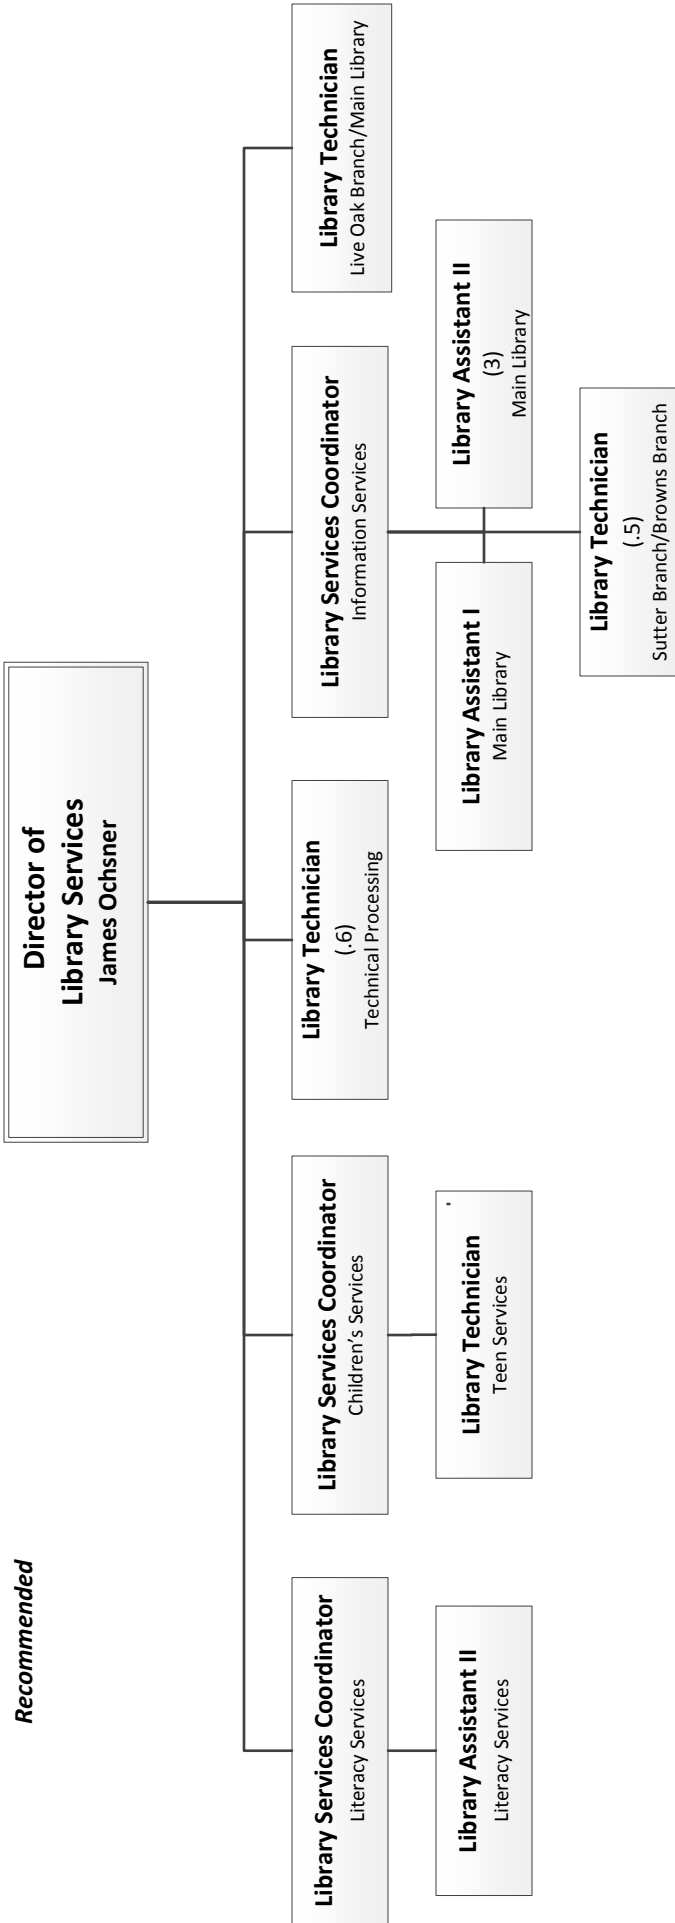 Recommended
Director of
Library Services
James Ochsner
Library Services Coordinator
Literacy Services
Library Services Coordinator
Children's Services
Library Technician
(.6)
Technical Processing
Library Services Coordinator
Information Services
Library Technician
Live Oak Branch/Main Library
Library Assistant II
Literacy Services
Library Technician
Teen Services
Library Assistant I
Main Library
Library Assistant II
(3)
Main Library
Library Technician
(.5)
Sutter Branch/Browns Branch